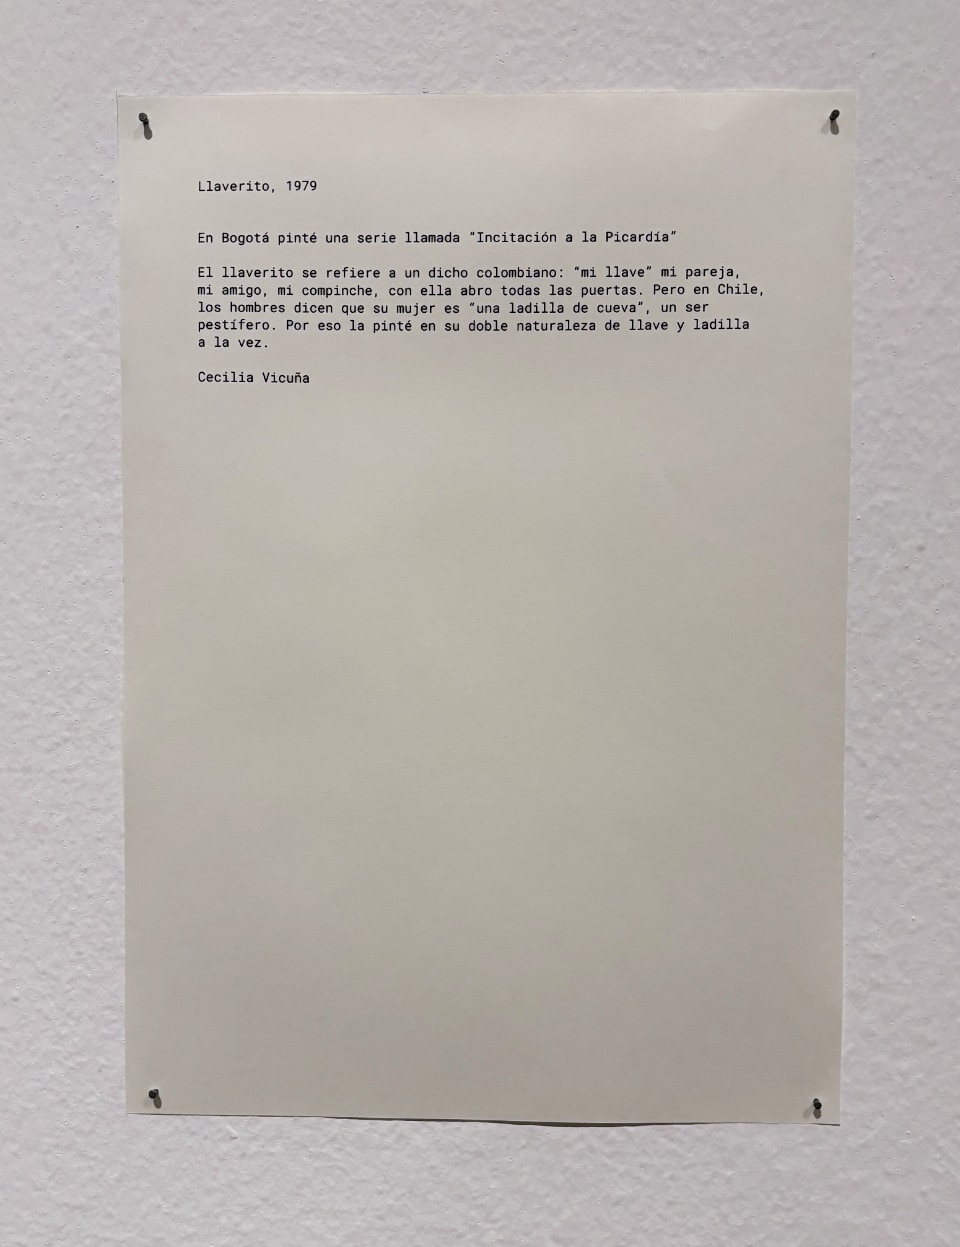 Llaverito, 1979
En Bogotá pinté una serie llamada “Incitación a la Picardía”
El llaverito se refiere a un dicho colombiano: “mi llave” mi pareja,
mi amigo, mi compinche, con ella abro todas las puertas. Pero en Chile,
los hombres dicen que su mujer es “una ladilla de cueva”, un ser
pestífero. Por eso la pinté en su doble naturaleza de llave y ladilla
a la vez.
Cecilia Vicuña